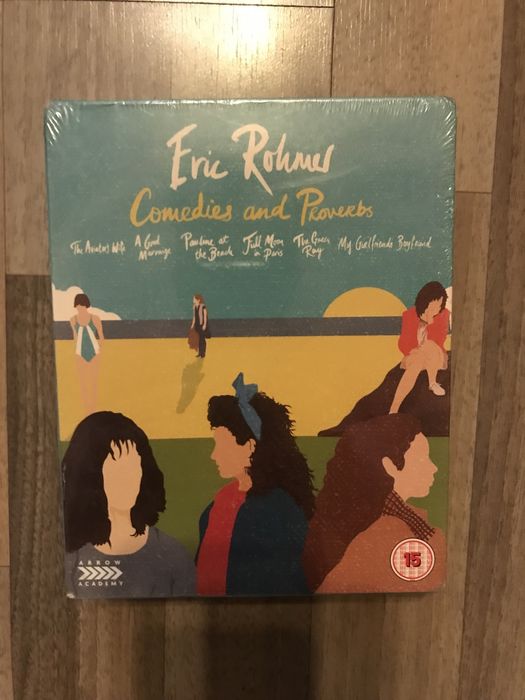 Eric Rohmer
Comedies and Proverbs
The Aviator's Wife
A Good Marriage
Pauline at the Beach
Full Moon in Paris
The Green Ray
My Girlfriend's Boyfriend
ARROW
ACADEMY
15